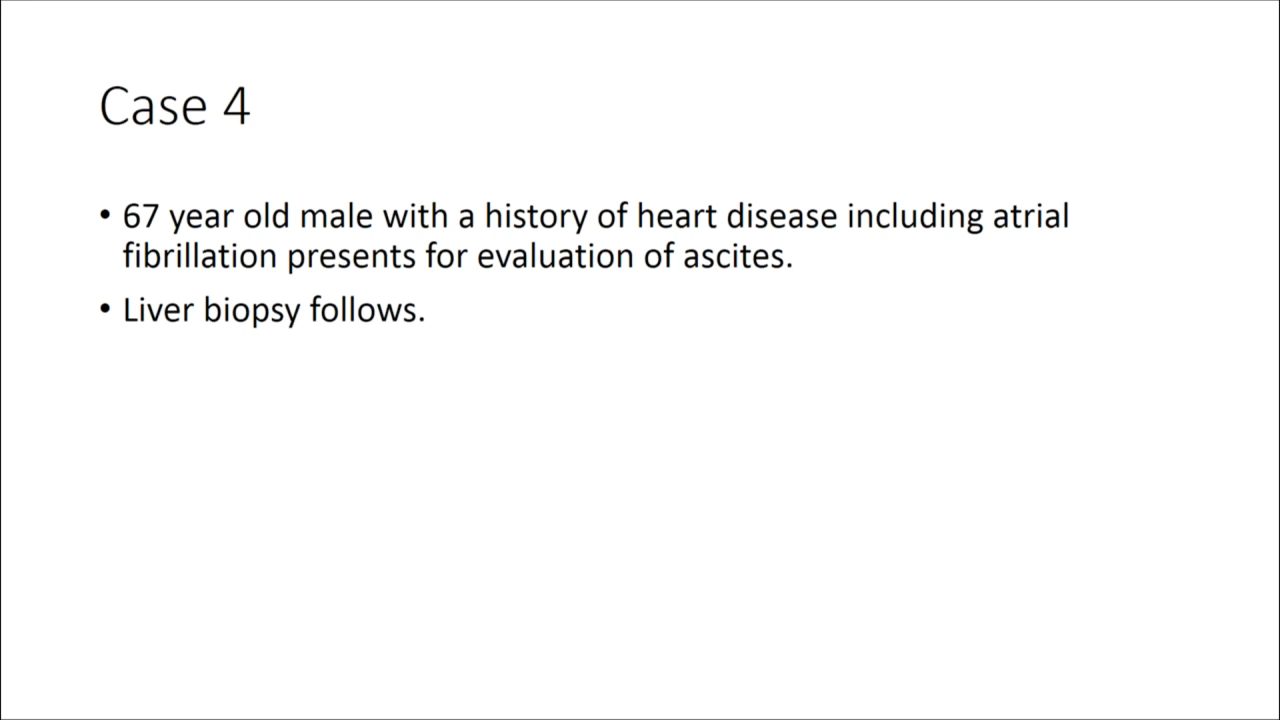 Case 4
• 67 year old male with a history of heart disease including atrial
fibrillation presents for evaluation of ascites.
• Liver biopsy follows.